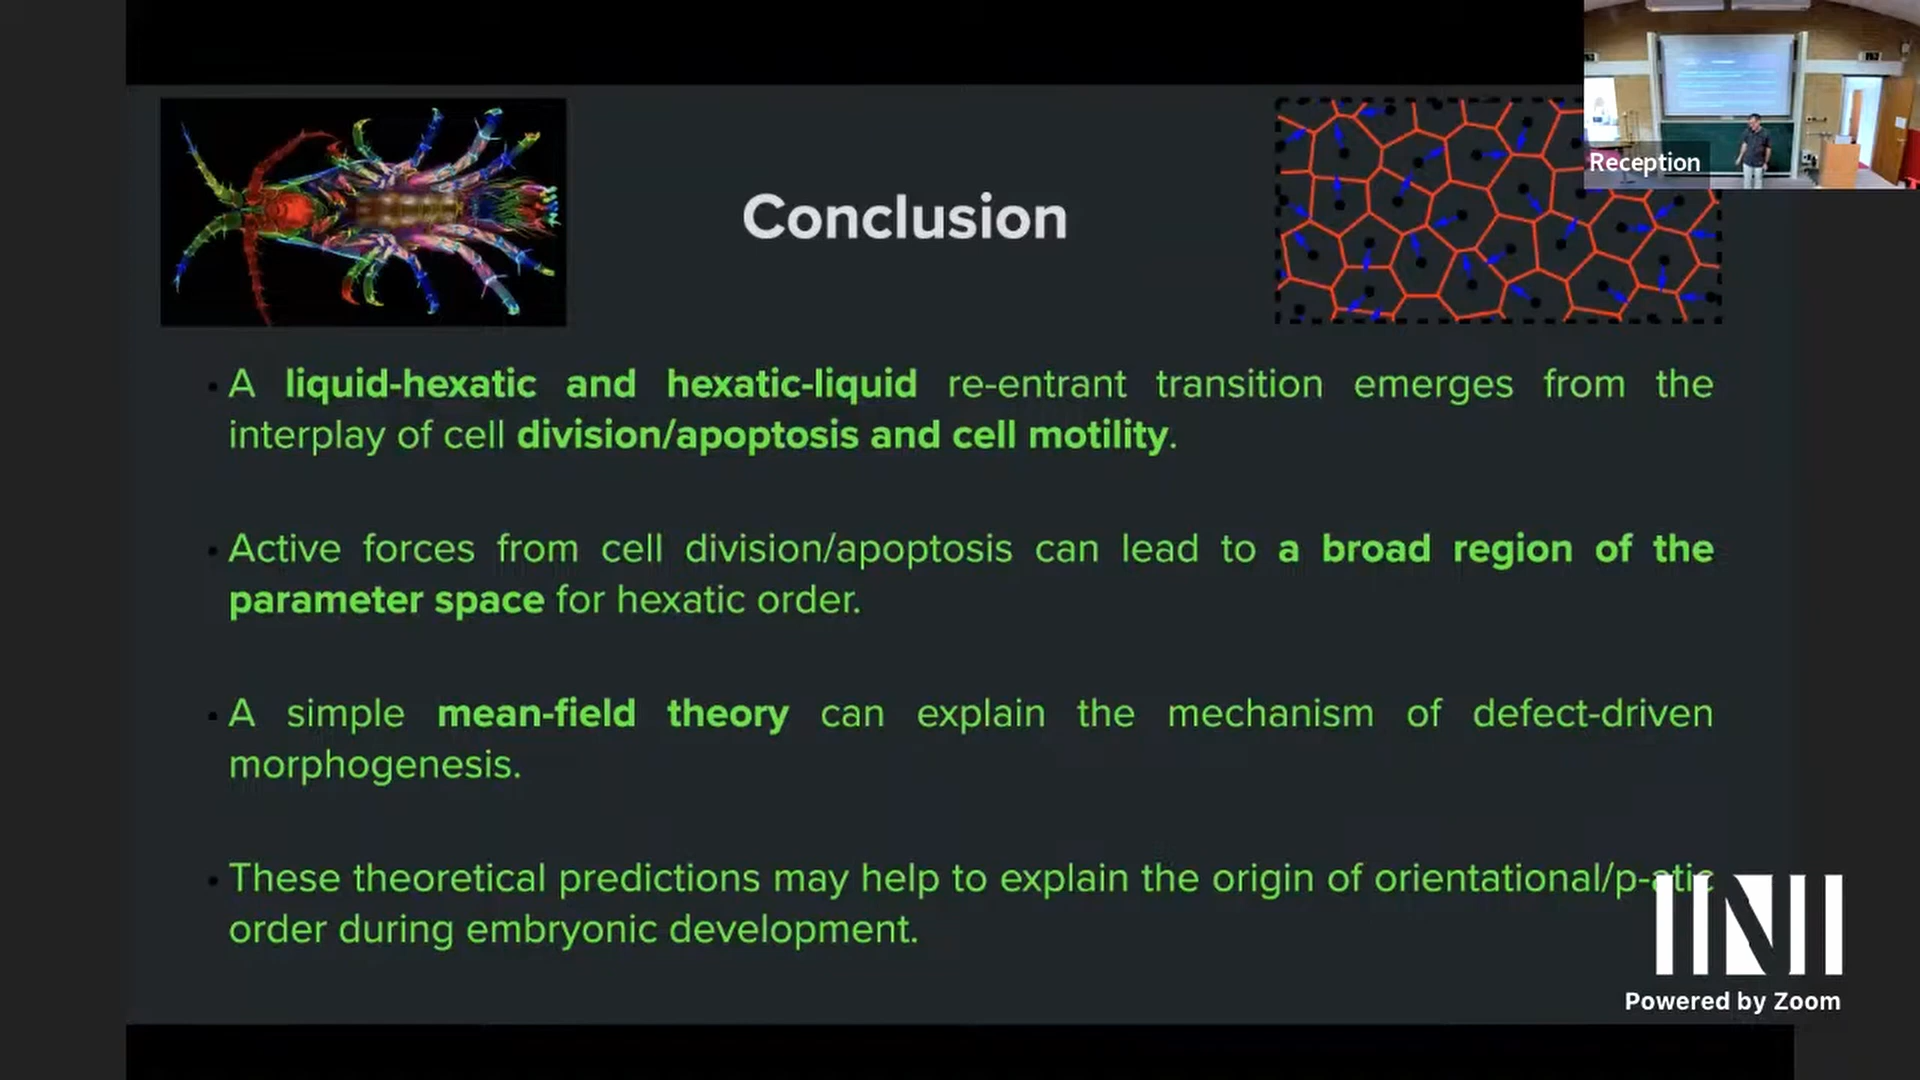 Reception
Conclusion
A liquid-hexatic and hexatic-liquid re-entrant transition emerges from the
interplay of cell division/apoptosis and cell motility.
Active forces from cell division/apoptosis can lead to a broad region of the
parameter space for hexatic order.
A simple mean-field theory can explain the mechanism of defect-driven
morphogenesis.
These theoretical predictions may help to explain the origin of orientational/p-atic
order during embryonic development.
INI
Powered by Zoom